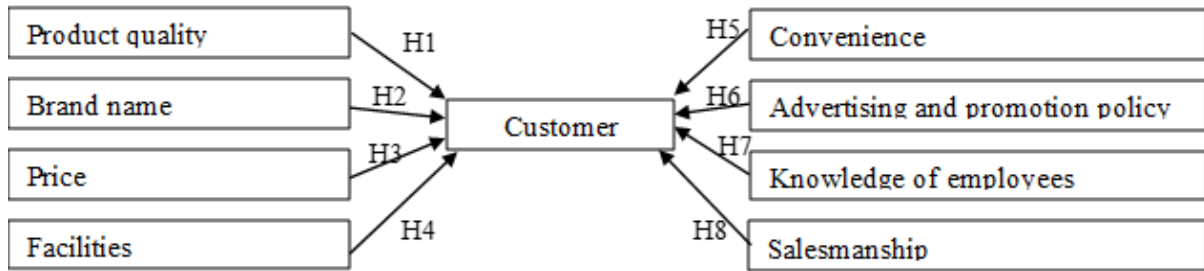 Product quality
H1
Brand name
H2
Price
H3
Facilities
H4
Customer
H5
Convenience
H6
Advertising and promotion policy
H7
Knowledge of employees
H8
Salesmanship